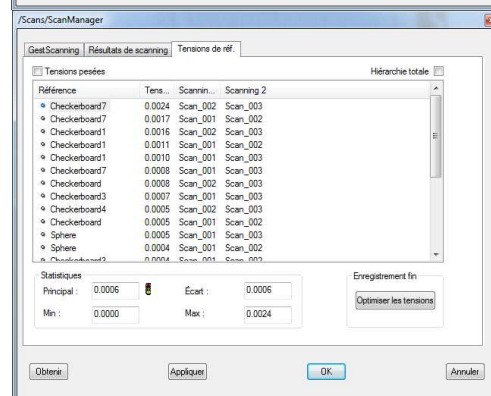 /Scans/ScanManager
GestScanning Résultats de scanning Tensions de réf.
Tensions pesées Hiérarchie totale
Référence Tens... Scannin... Scanning 2
Checkerboard7 0.0024 Scan_002 Scan_003
Checkerboard7 0.0017 Scan_001 Scan_002
Checkerboard1 0.0016 Scan_002 Scan_003
Checkerboard1 0.0011 Scan_001 Scan_002
Checkerboard1 0.0010 Scan_001 Scan_003
Checkerboard7 0.0008 Scan_001 Scan_003
Checkerboard 0.0008 Scan_002 Scan_003
Checkerboard3 0.0007 Scan_001 Scan_003
Checkerboard4 0.0005 Scan_002 Scan_003
Checkerboard 0.0005 Scan_001 Scan_002
Sphere 0.0005 Scan_001 Scan_003
Sphere 0.0004 Scan_001 Scan_002
Checkerboard3 0.0004 Scan_001 Scan_002
Statistiques Enregistrement fin
Principal : 0.0006 Écart : 0.0006 Optimiser les tensions
Min : 0.0000 Max : 0.0024
Obtenir Appliquer OK Annuler